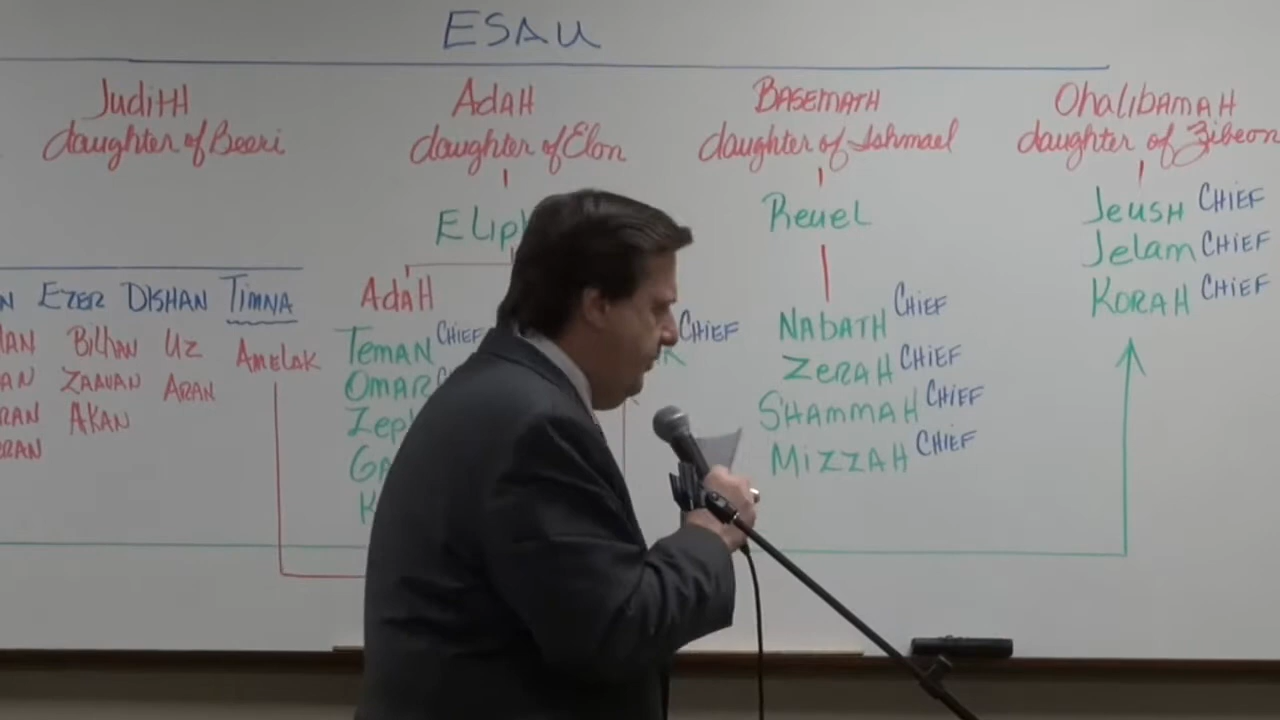 ESAU
Judith
daughter of Beeri
Adah
daughter of Elon
BASEMATH
daughter of Ishmael
Ohalibamah
daughter of Zibeon
Reuel
Jeush CHIEF
Jelam CHIEF
KORAH CHIEF
EZER DISHAN TIMNA
Bilhan Uz AMELAK
ZAAVAN ARAN
AKAN
AdaH
TEMAN CHIEF
OMAR
CHIEF
NABATH CHIEF
ZERAH CHIEF
SHAMMAH CHIEF
MIZZAH CHIEF